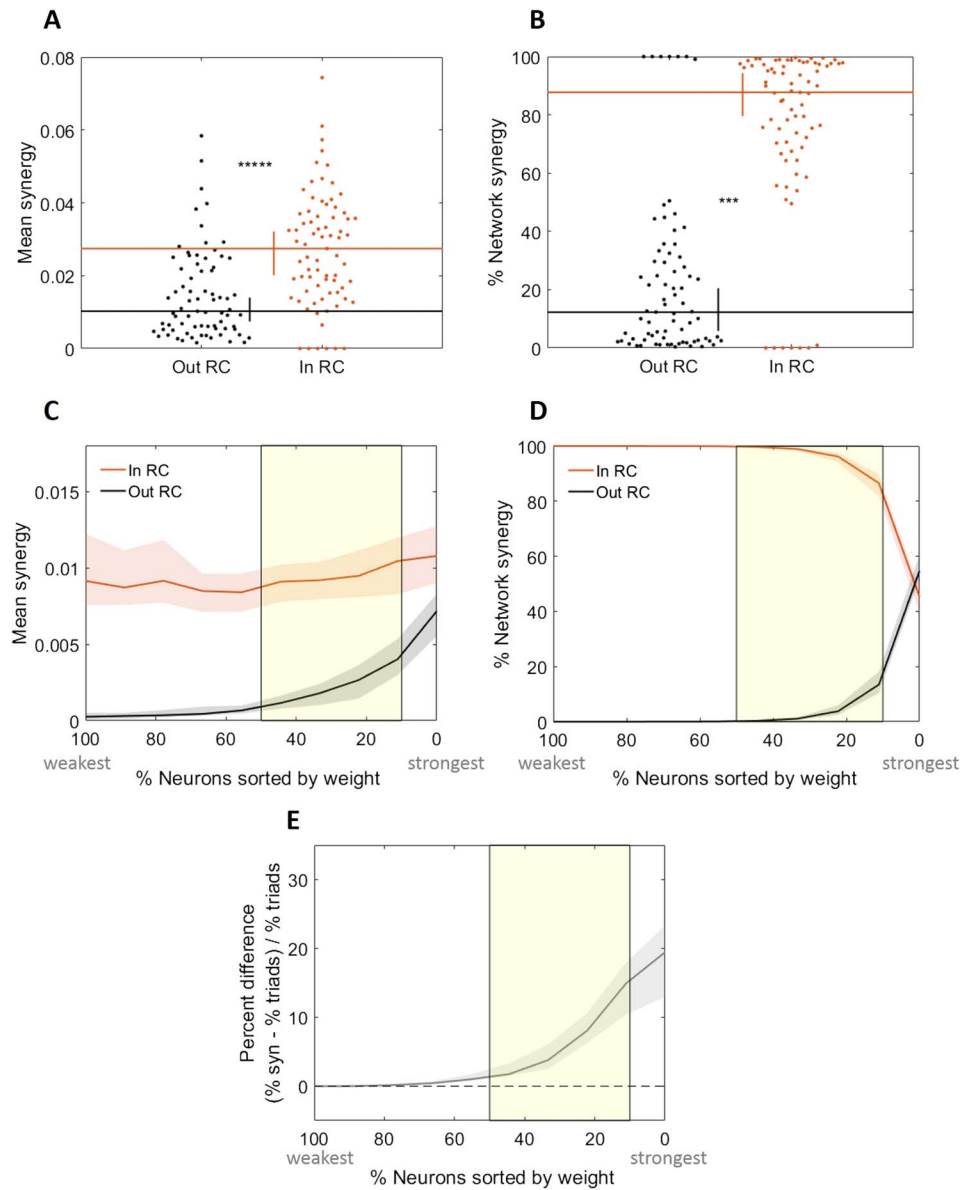 A
Mean synergy
0.08
0.06
0.04
0.02
0
*****
Out RC
In RC
B
% Network synergy
100
80
60
40
20
0
***
Out RC
In RC
C
Mean synergy
0.015
0.01
0.005
0
In RC
Out RC
100 80 60 40 20 0
weakest strongest
% Neurons sorted by weight
D
% Network synergy
100
80
60
40
20
0
In RC
Out RC
100 80 60 40 20 0
weakest strongest
% Neurons sorted by weight
E
Percent difference
(% syn - % triads) / % triads
30
20
10
0
100 80 60 40 20 0
weakest strongest
% Neurons sorted by weight